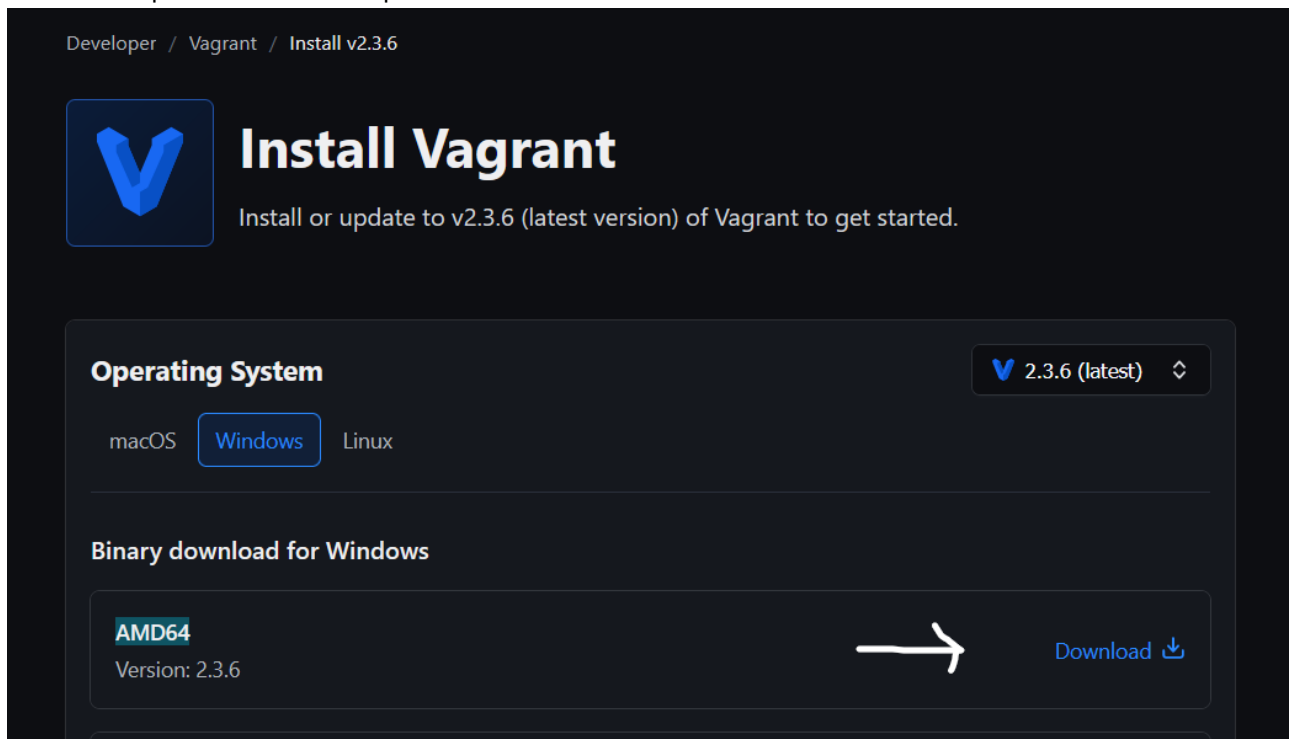 Developer / Vagrant / Install v2.3.6
Install Vagrant
Install or update to v2.3.6 (latest version) of Vagrant to get started.
Operating System
2.3.6 (latest)
macOS Windows Linux
Binary download for Windows
AMD64
Version: 2.3.6
Download